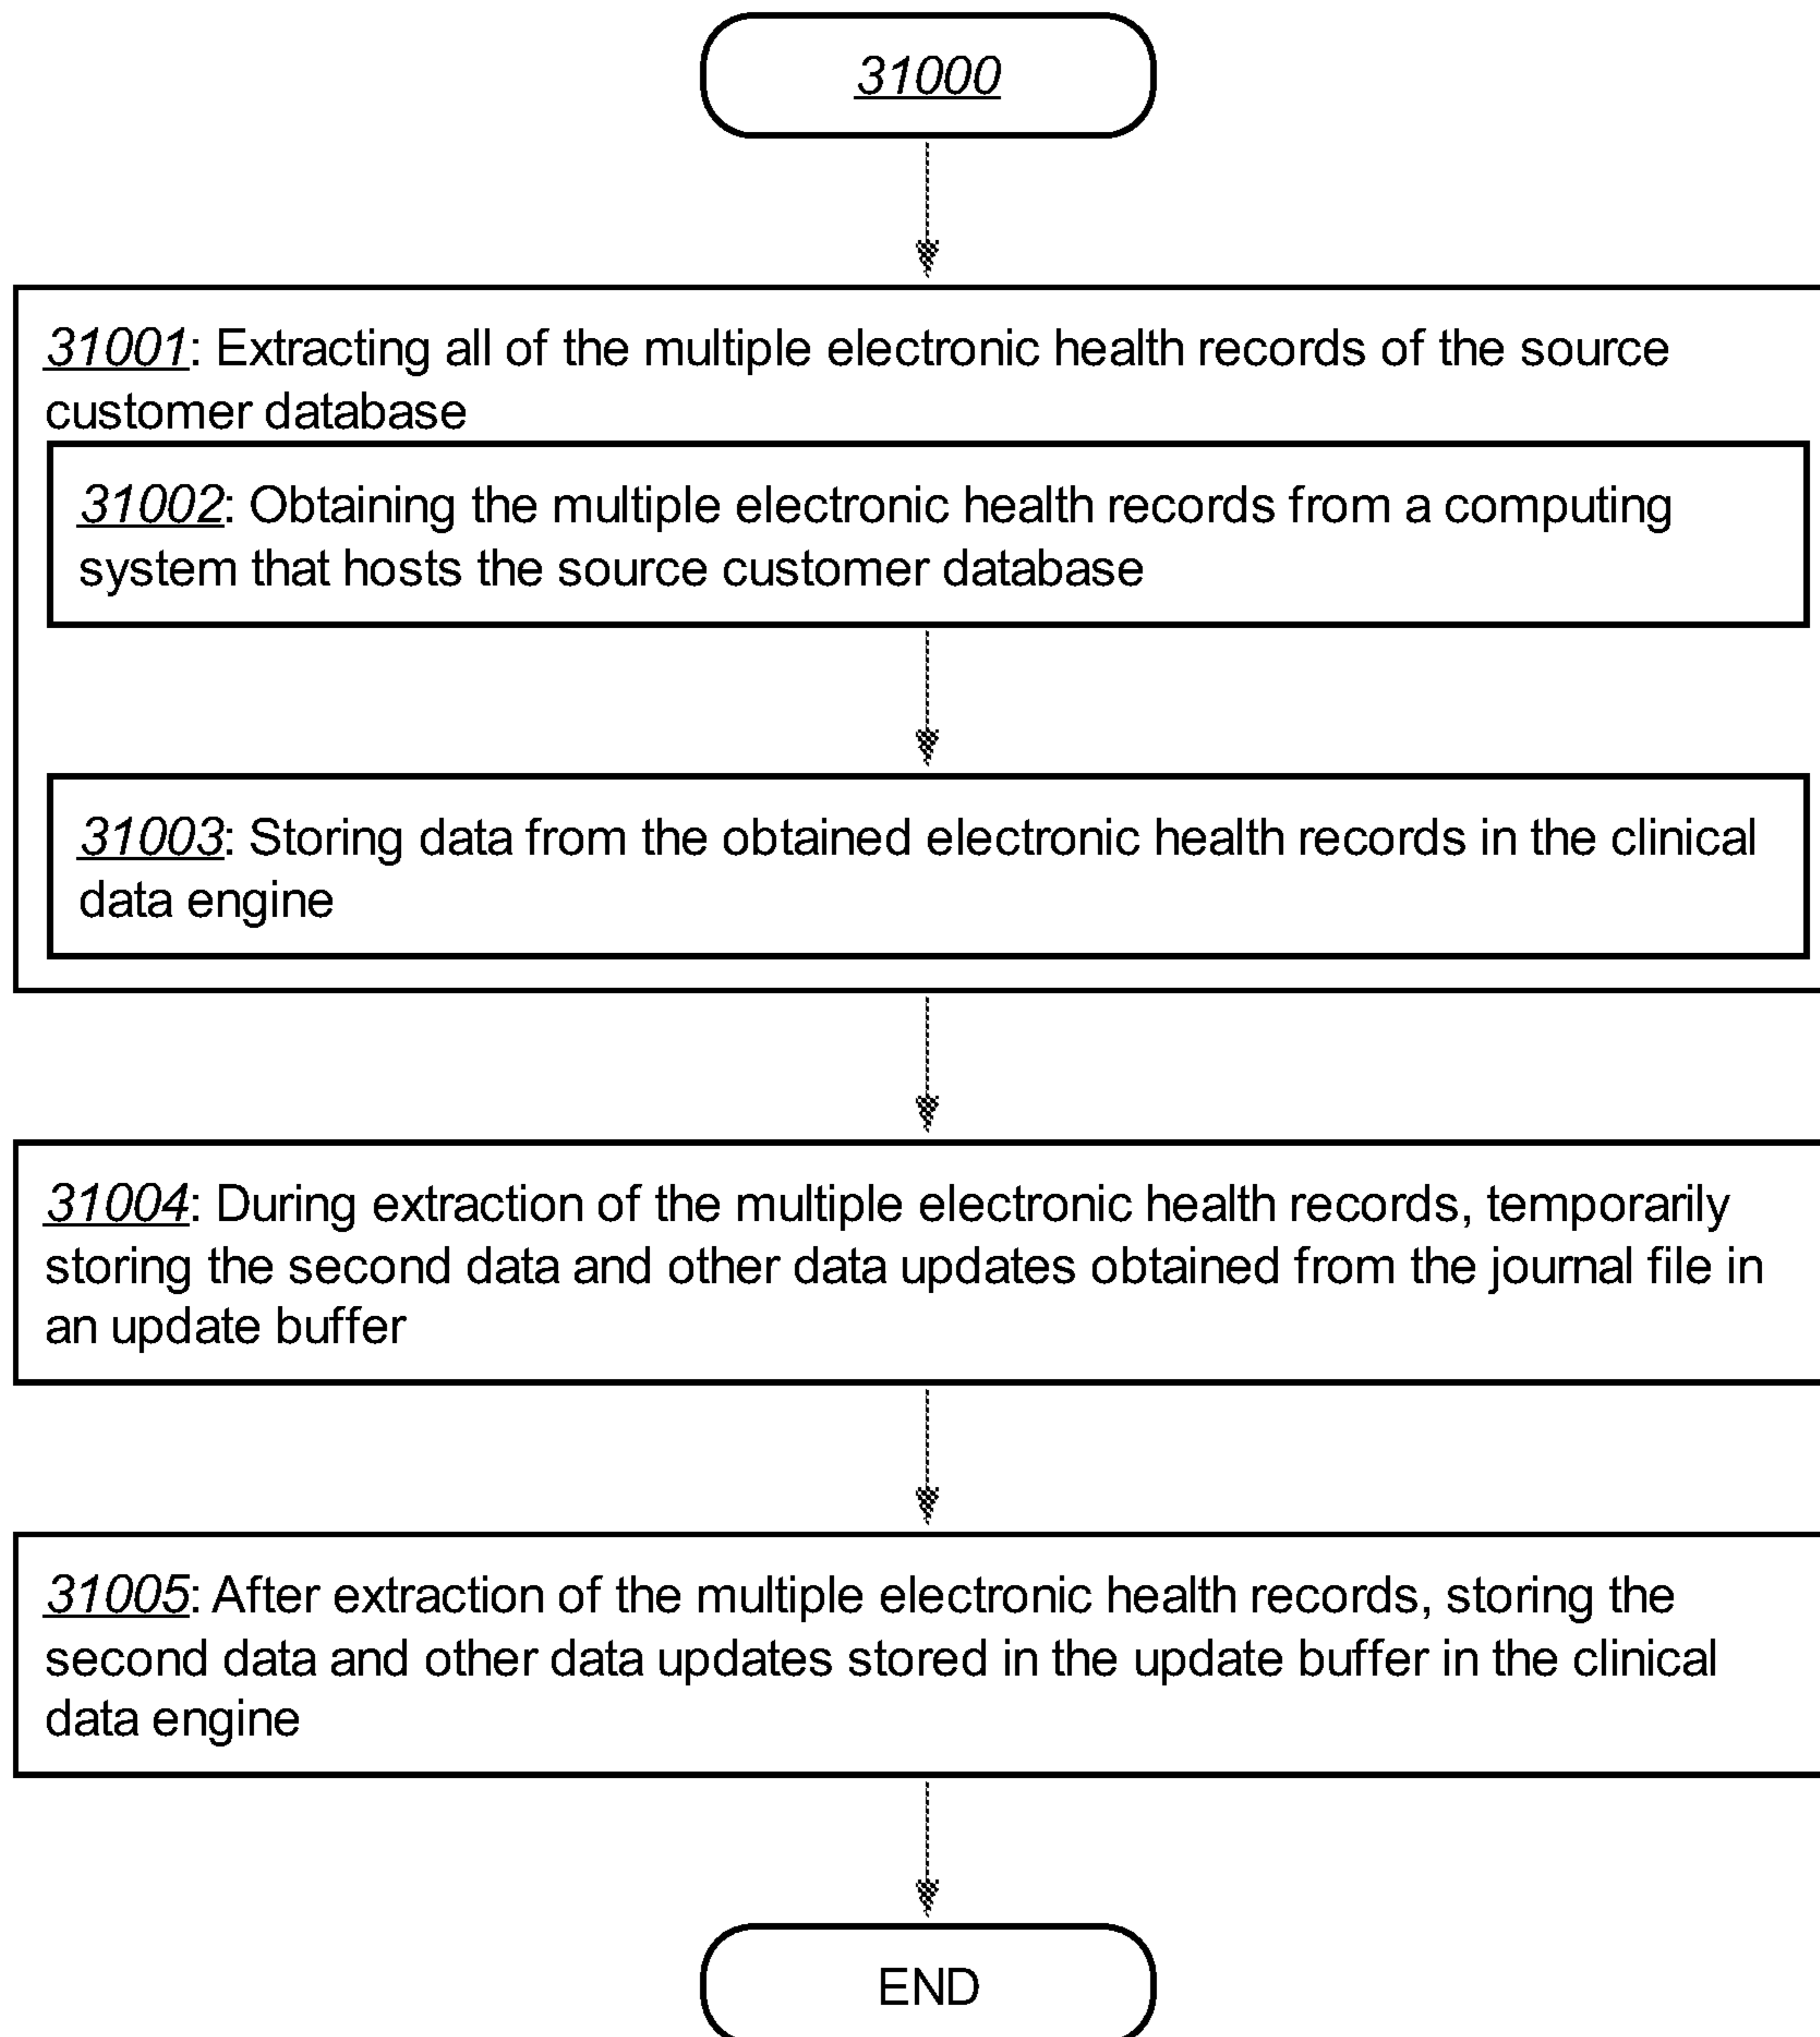 31000
31001: Extracting all of the multiple electronic health records of the source
customer database
31002: Obtaining the multiple electronic health records from a computing
system that hosts the source customer database
31003: Storing data from the obtained electronic health records in the clinical
data engine
31004: During extraction of the multiple electronic health records, temporarily
storing the second data and other data updates obtained from the journal file in
an update buffer
31005: After extraction of the multiple electronic health records, storing the
second data and other data updates stored in the update buffer in the clinical
data engine
END